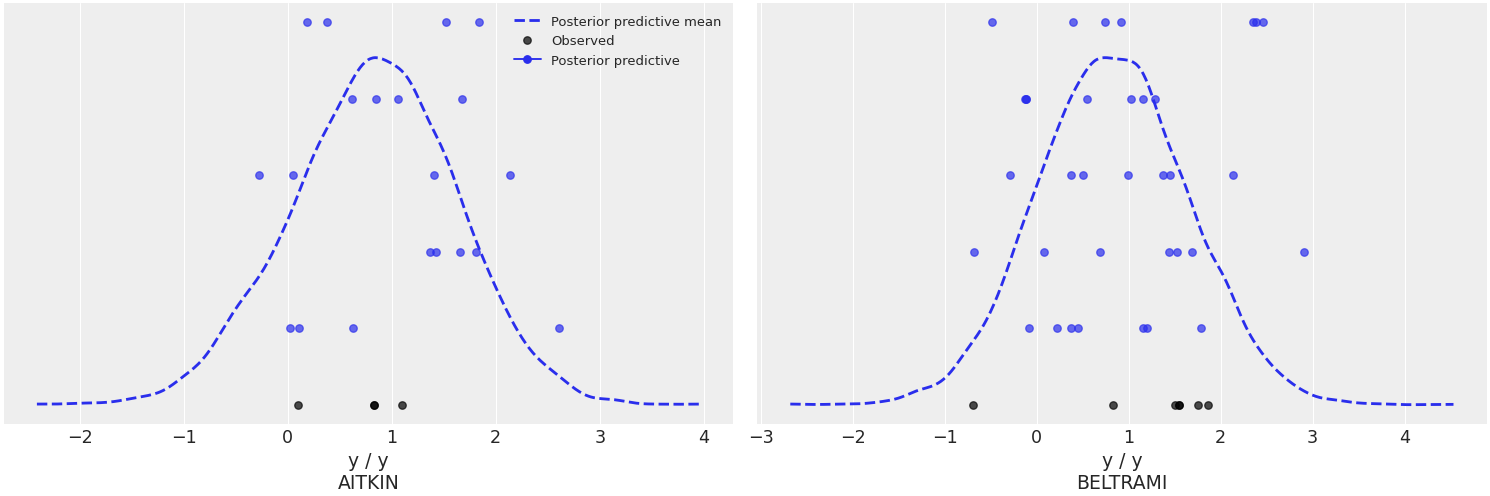 Posterior predictive mean
Observed
Posterior predictive
−2 −1 0 1 2 3 4
y / y
AITKIN
−3 −2 −1 0 1 2 3 4
y / y
BELTRAMI